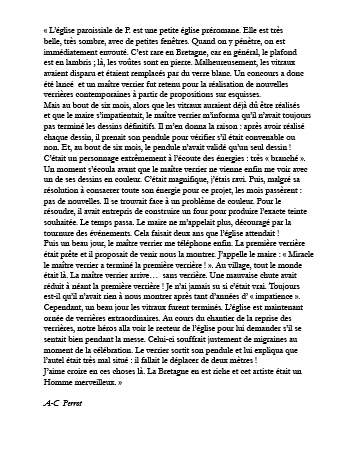 « L'église paroissiale de P. est une petite église préromane. Elle est très
belle, très sombre, avec de petites fenêtres. Quand on y pénètre, on est
immédiatement envouté. C'est rare en Bretagne, car en général, le plafond
est en lambris ; là, les voûtes sont en pierre. Malheureusement, les vitraux
avaient disparu et étaient remplacés par du verre blanc. Un concours a donc
été lancé et un maître verrier fut retenu pour la réalisation de nouvelles
verrières contemporaines à partir de propositions sur esquisses.
Mais au bout de six mois, alors que les vitraux auraient déjà dû être réalisés
et que le maire s'impatientait, le maître verrier m'informa qu'il n'avait toujours
pas terminé les dessins définitifs. Il m'en donna la raison : après avoir réalisé
chaque dessin, il prenait son pendule pour vérifier s'il était convenable ou
non. Et, au bout de six mois, le pendule n'avait validé qu'un seul dessin !
C'était un personnage extrêmement à l'écoute des énergies : très « branché ».
Un moment s'écoula avant que le maître verrier ne vienne enfin me voir avec
un de ses dessins en couleur. C'était magnifique, j'étais ravi. Puis, malgré sa
résolution à consacrer toute son énergie pour ce projet, les mois passèrent :
pas de nouvelles. Il se trouvait face à un problème de couleur. Pour le
résoudre, il avait entrepris de construire un four pour produire l'exacte teinte
souhaitée. Le temps passa. Le maire ne m'appelait plus, découragé par la
tournure des événements. Cela faisait deux ans que l'église attendait !
Puis un beau jour, le maître verrier me téléphone enfin. La première verrière
était prête et il proposait de venir nous la montrer. J'appelle le maire : « Miracle
le maître verrier a terminé la première verrière ! ». Au village, tout le monde
était là. La maître verrier arrive… sans verrière. Une mauvaise chute avait
réduit à néant la première verrière ! Je n'ai jamais su si c'était vrai. Toujours
est-il qu'il n'avait rien à nous montrer après tant d'années d' « impatience ».
Cependant, un beau jour les vitraux furent terminés. L'église est maintenant
ornée de verrières extraordinaires. Au cours du chantier de la reprise des
verrières, notre héros alla voir le recteur de l'église pour lui demander s'il se
sentait bien pendant la messe. Celui-ci souffrait justement de migraines au
moment de la célébration. Le verrier sortit son pendule et lui expliqua que
l'autel était très mal situé : il fallait le déplacer de deux mètres !
J'aime croire en ces choses là. La Bretagne en est riche et cet artiste était un
Homme merveilleux. »
A-C Perrot